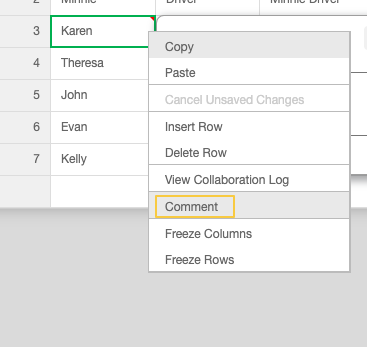 2 Minnie Driver Minnie Driver
3 Karen
4 Theresa
5 John
6 Evan
7 Kelly
Copy
Paste
Cancel Unsaved Changes
Insert Row
Delete Row
View Collaboration Log
Comment
Freeze Columns
Freeze Rows